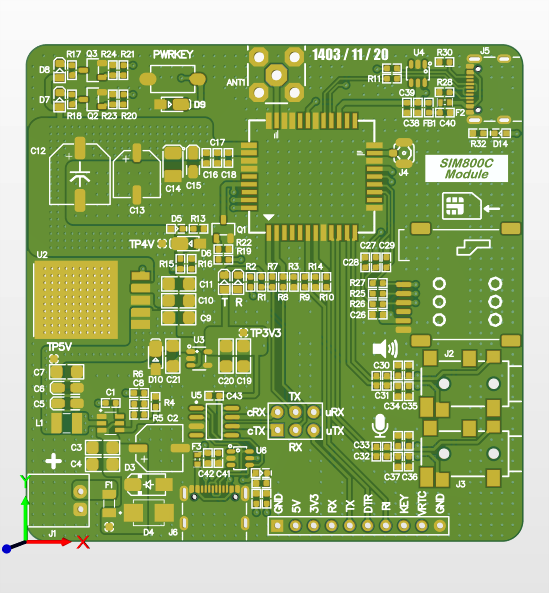 R17 Q3 R24 R21 PWRKEY 1403 / 11 / 20 U4 R30 J5
D8 R11
ANT1 C39 R28
D7 D9 F2
R18 Q2 R23 R20 C38 FB1 C40
R32 D14
C12 C17
SIM800C
Module
C14 C15 C16 C18 J4
C13
D5 R13
Q1
TP4V R22 C27 C29
D6 R19
U2 R15 R16 C28
R2 R7 R3 R14
C11 R27
R1 R8 R9 R10 R25
C10 T R R26
C9 C26
TP3V3
TP5V U3
J2
C7 D10 C21 C20 C19 C30
R6 C31
C6 C8
C5 C1 R4 U5 C43 TX C34 C35
L1 cRX uRX
R5 C2
cTX uTX
C3 F3 U6 RX C33
C4 D3 C42 C41 C32
C37 C36
Y F1 J3
GND 5V 3V3 RX TX DTR RI KEY VRTC GND
J1 D4 J6
X